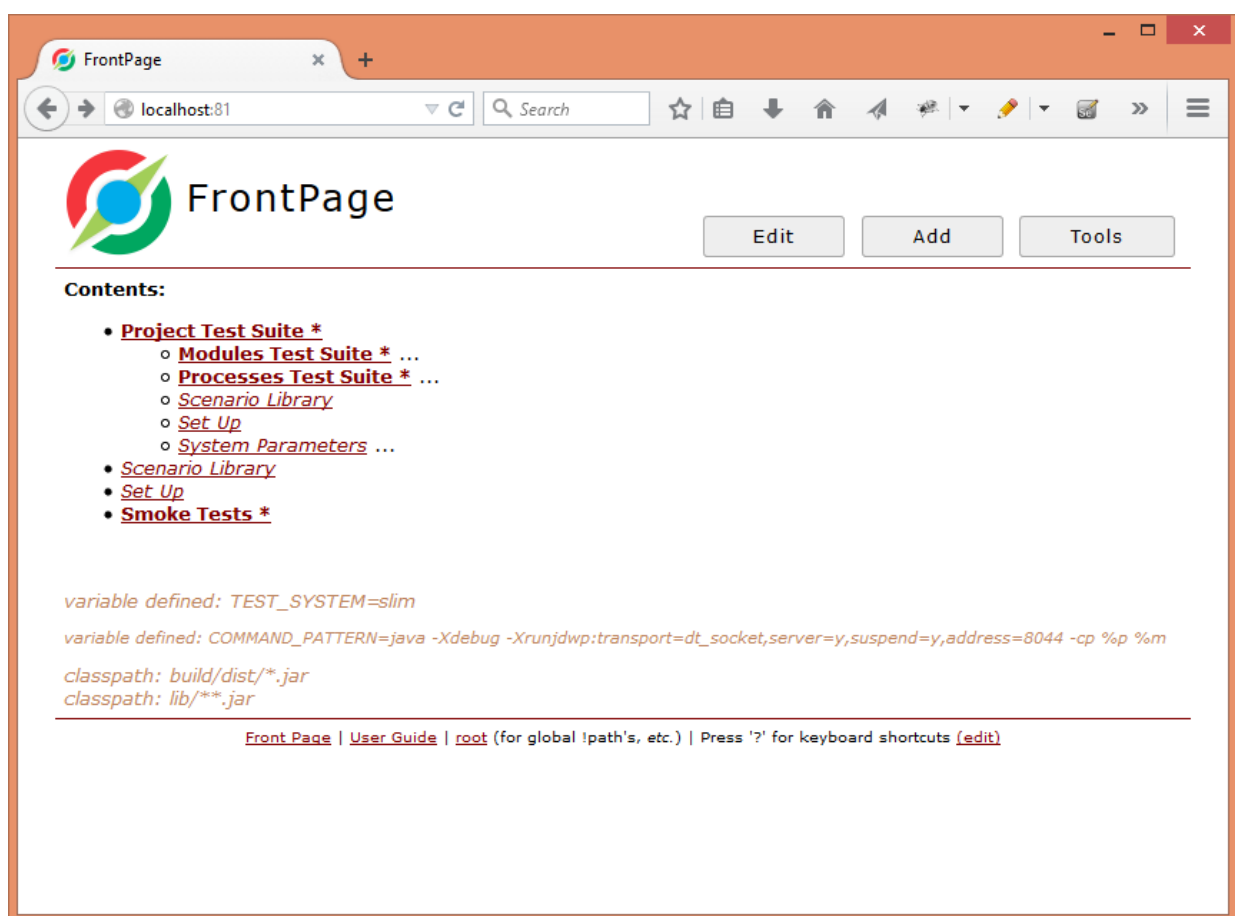 FrontPage
localhost:81
Search
FrontPage
Edit
Add
Tools
Contents:
Project Test Suite *
Modules Test Suite * ...
Processes Test Suite * ...
Scenario Library
Set Up
System Parameters ...
Scenario Library
Set Up
Smoke Tests *
variable defined: TEST_SYSTEM=slim
variable defined: COMMAND_PATTERN=java -Xdebug -Xrunjdwp:transport=dt_socket,server=y,suspend=y,address=8044 -cp %p %m
classpath: build/dist/*.jar
classpath: lib/**.jar
Front Page | User Guide | root (for global !path's, etc.) | Press '?' for keyboard shortcuts (edit)